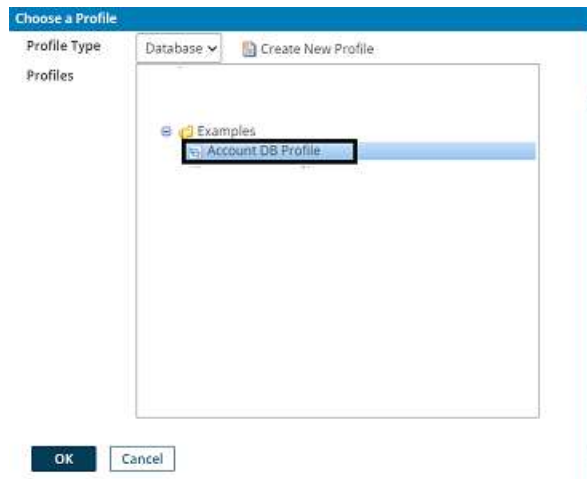 Choose a Profile
Profile Type Database Create New Profile
Profiles
Examples
Account DB Profile
OK Cancel